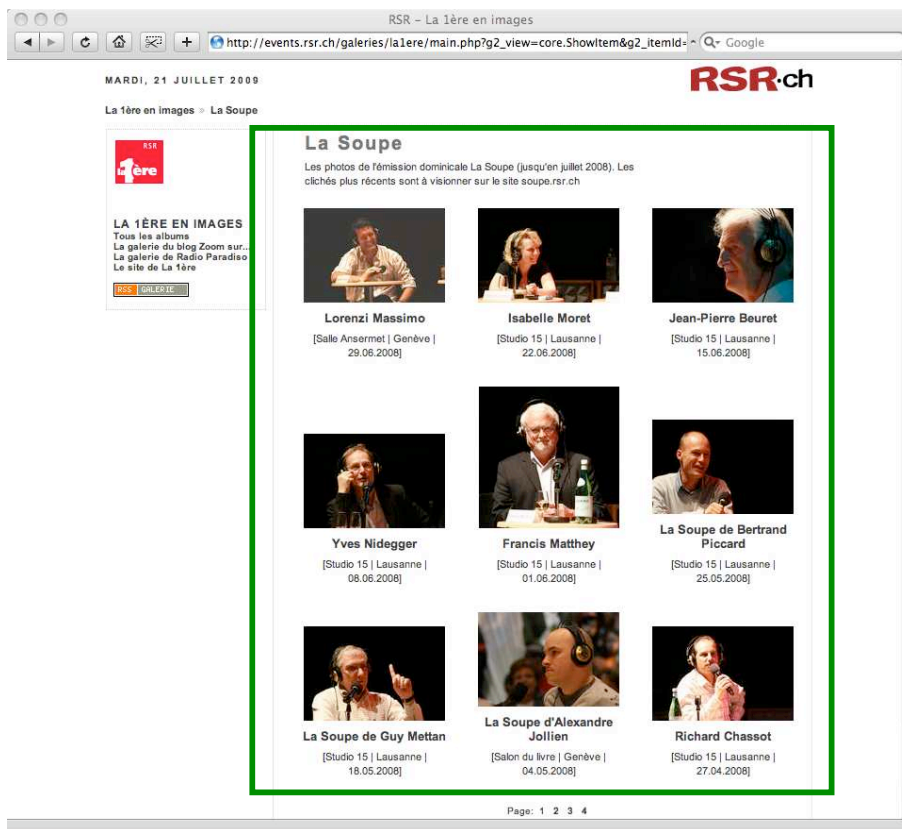 RSR – La 1ère en images
http://events.rsr.ch/galeries/la1ere/main.php?g2_view=core.ShowItem&g2_itemId=
Google
MARDI, 21 JUILLET 2009
RSR.ch
La 1ère en images » La Soupe
RSR
la 1ère
LA 1ÈRE EN IMAGES
Tous les albums
La galerie du blog Zoom sur...
La galerie de Radio Paradiso
Le site de La 1ère
RSS GALERIE
La Soupe
Les photos de l'émission dominicale La Soupe (jusqu'en juillet 2008). Les
clichés plus récents sont à visionner sur le site soupe.rsr.ch
Lorenzi Massimo
[Salle Ansermet | Genève |
29.06.2008]
Isabelle Moret
[Studio 15 | Lausanne |
22.06.2008]
Jean-Pierre Beuret
[Studio 15 | Lausanne |
15.06.2008]
Yves Nidegger
[Studio 15 | Lausanne |
08.06.2008]
Francis Matthey
[Studio 15 | Lausanne |
01.06.2008]
La Soupe de Bertrand
Piccard
[Studio 15 | Lausanne |
25.05.2008]
La Soupe de Guy Mettan
[Studio 15 | Lausanne |
18.05.2008]
La Soupe d'Alexandre
Jollien
[Salon du livre | Genève |
04.05.2008]
Richard Chassot
[Studio 15 | Lausanne |
27.04.2008]
Page: 1 2 3 4